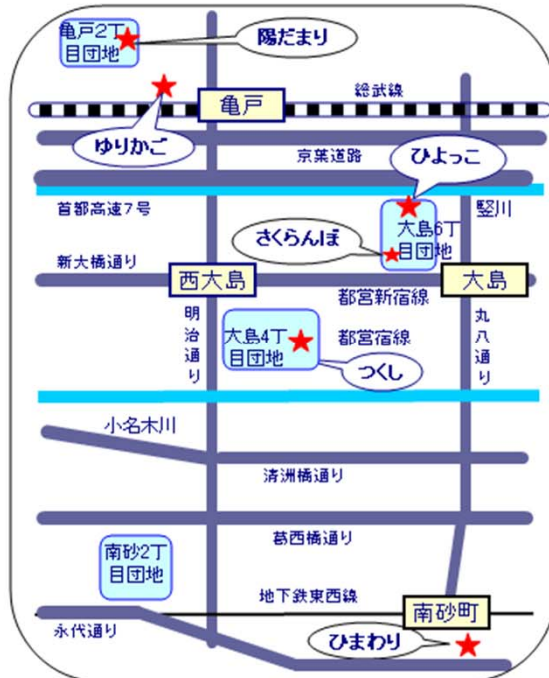 亀戸2丁
目団地
陽だまり
総武線
亀戸
ゆりかご
京葉道路
ひよっこ
首都高速7号
竪川
大島6丁
目団地
さくらんぼ
新大橋通り
西大島
大島
都営新宿線
明治通り
丸八通り
大島4丁
目団地
都営宿線
つくし
小名木川
清洲橋通り
葛西橋通り
南砂2丁
目団地
地下鉄東西線
南砂町
永代通り
ひまわり